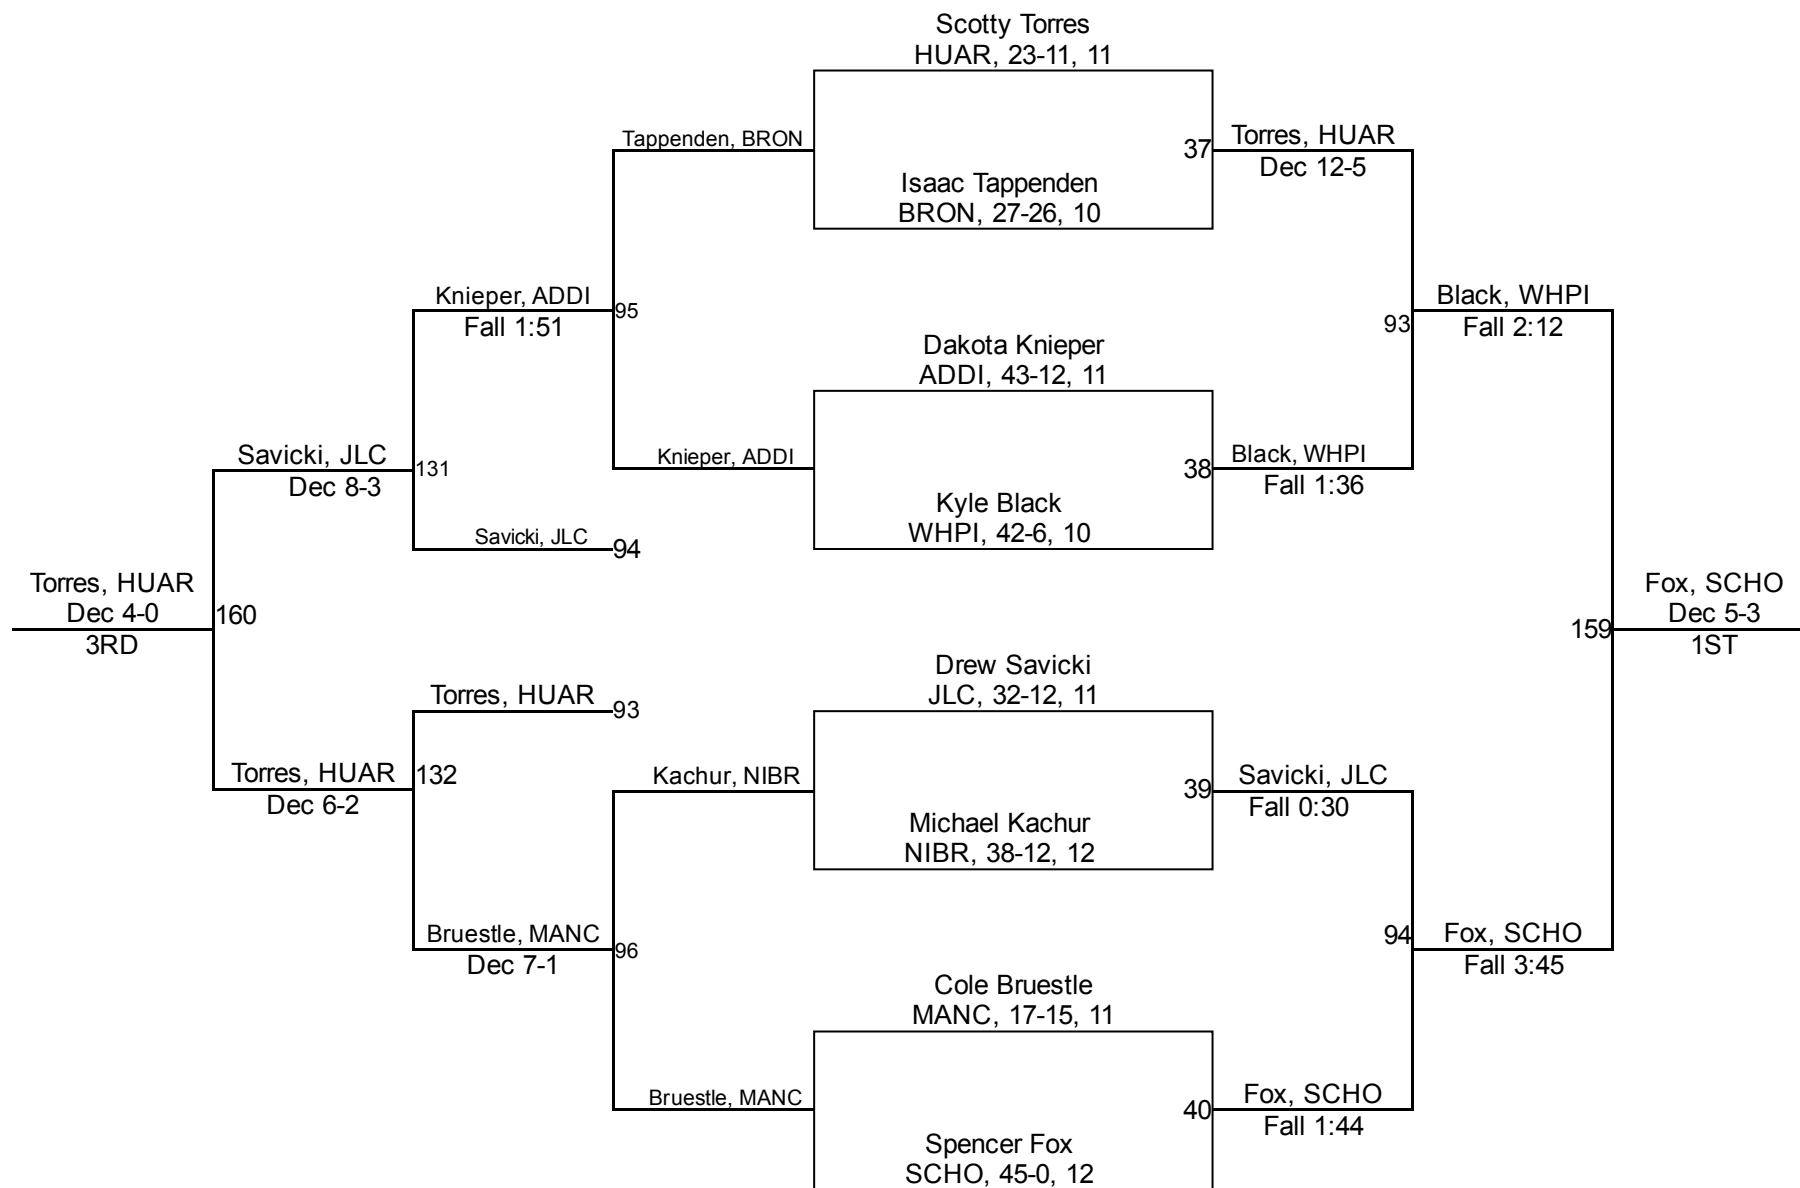 Scotty Torres
HUAR, 23-11, 11
Tappenden, BRON
37
Torres, HUAR
Dec 12-5
Isaac Tappenden
BRON, 27-26, 10
Knieper, ADDI
Fall 1:51
95
93
Black, WHPI
Fall 2:12
Dakota Knieper
ADDI, 43-12, 11
Savicki, JLC
Dec 8-3
131
Knieper, ADDI
38
Black, WHPI
Fall 1:36
Kyle Black
WHPI, 42-6, 10
Savicki, JLC
94
Torres, HUAR
Dec 4-0
3RD
160
159
Fox, SCHO
Dec 5-3
1ST
Drew Savicki
JLC, 32-12, 11
Torres, HUAR
93
Torres, HUAR
Dec 6-2
132
Kachur, NIBR
39
Savicki, JLC
Fall 0:30
Michael Kachur
NIBR, 38-12, 12
Bruestle, MANC
Dec 7-1
96
94
Fox, SCHO
Fall 3:45
Cole Bruestle
MANC, 17-15, 11
Bruestle, MANC
40
Fox, SCHO
Fall 1:44
Spencer Fox
SCHO, 45-0, 12